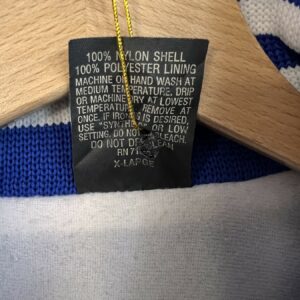 100% NYLON SHELL
100% POLYESTER LINING
MACHINE OR HAND WASH AT
MEDIUM TEMPERATURE, DRIP
OR MACHINE DRY AT LOWEST
TEMPERATURE. REMOVE AT
ONCE. IF IRONING IS DESIRED,
USE "SYNTHETIC" OR LOW
SETTING. DO NOT BLEACH.
DO NOT DRY CLEAN
RN 71
X-LARGE